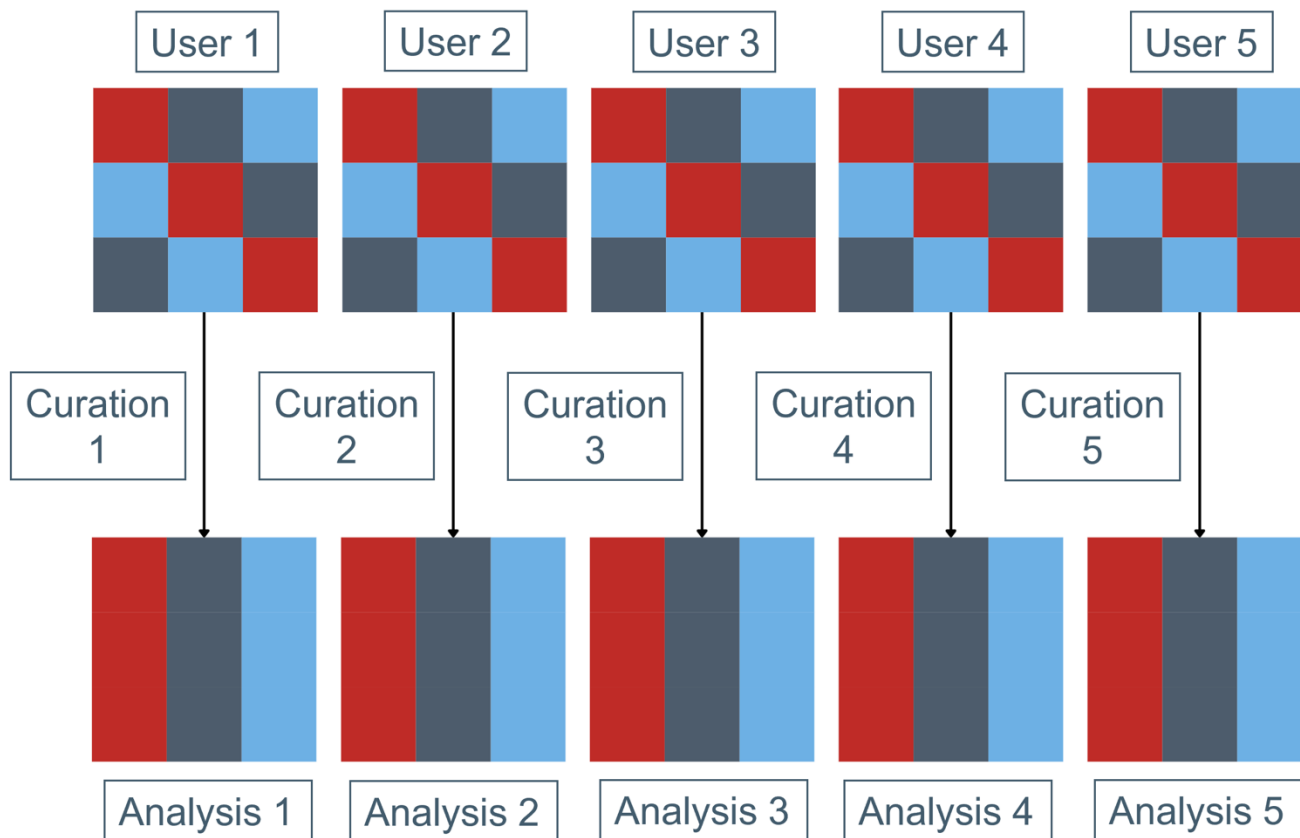 User 1
User 2
User 3
User 4
User 5
Curation
1
Curation
2
Curation
3
Curation
4
Curation
5
Analysis 1
Analysis 2
Analysis 3
Analysis 4
Analysis 5